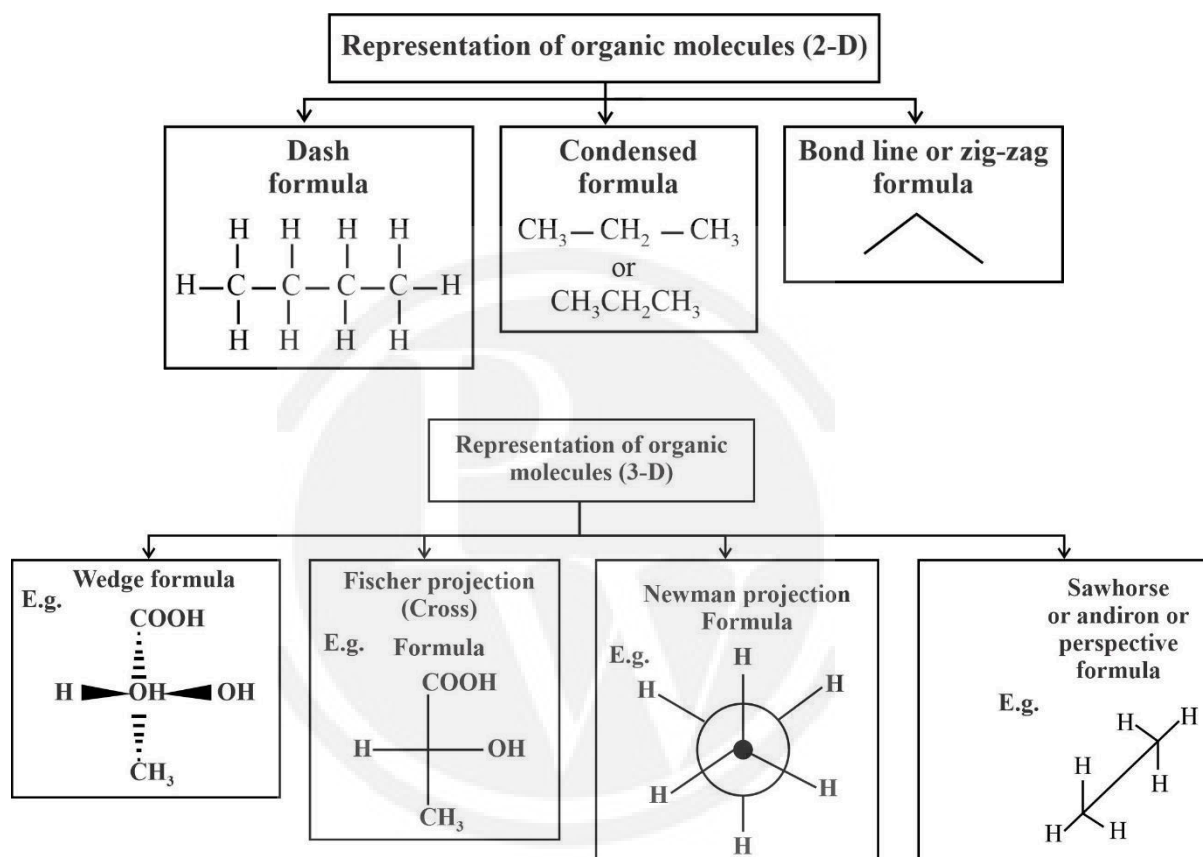 Representation of organic molecules (2-D)
Dash
formula
H H H H
H—C—C—C—C—H
H H H H
Condensed
formula
CH₃—CH₂—CH₃
or
CH₃CH₂CH₃
Bond line or zig-zag
formula
Representation of organic
molecules (3-D)
Wedge formula
E.g.
COOH
H OH OH
CH₃
Fischer projection
(Cross)
E.g. Formula
COOH
H OH
CH₃
Newman projection
Formula
E.g.
H
H H
H H
H
Sawhorse
or andiron or
perspective
formula
E.g.
H H
H H
H H
PW